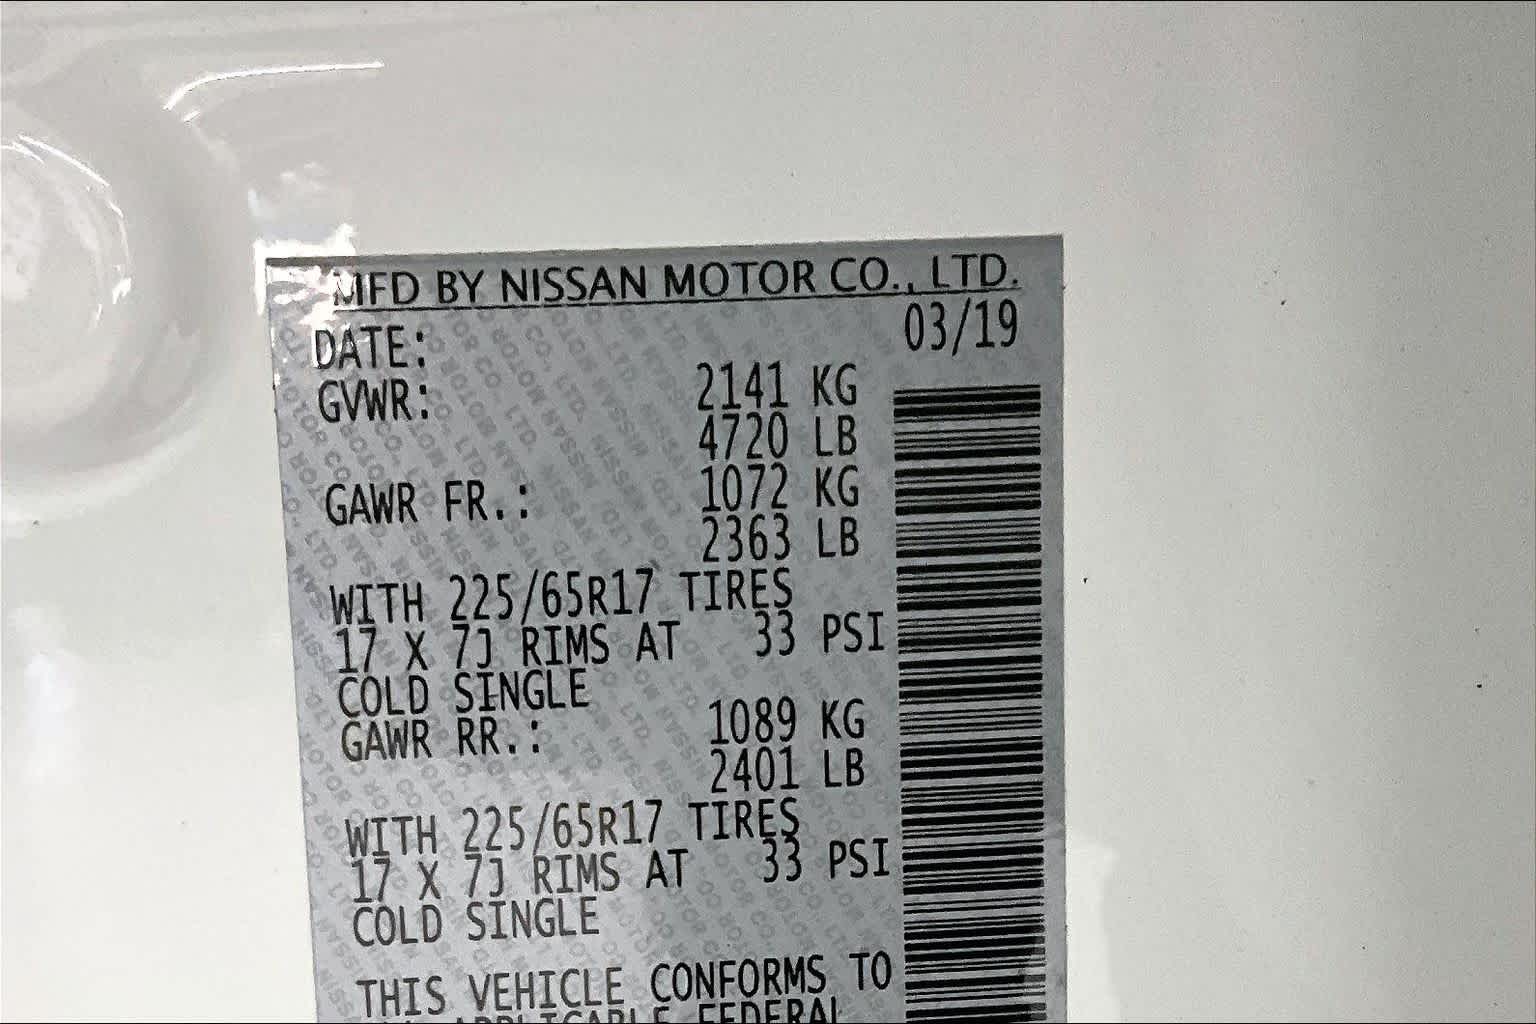 MFD BY NISSAN MOTOR CO., LTD.
DATE: 03/19
GVWR: 2141 KG
4720 LB
GAWR FR.: 1072 KG
2363 LB
WITH 225/65R17 TIRES
17 X 7J RIMS AT 33 PSI
COLD SINGLE
GAWR RR.: 1089 KG
2401 LB
WITH 225/65R17 TIRES
17 X 7J RIMS AT 33 PSI
COLD SINGLE
THIS VEHICLE CONFORMS TO
APPLICABLE FEDERAL